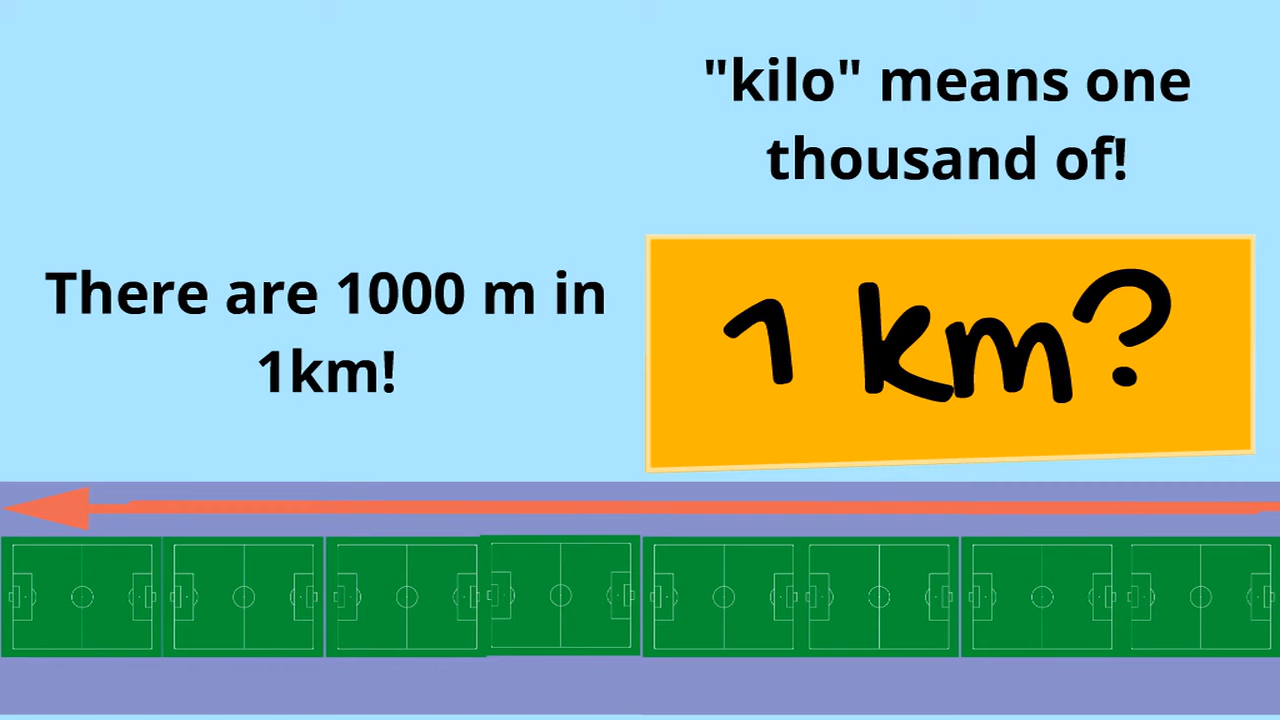 "kilo" means one
thousand of!
There are 1000 m in
1km!
1 km?